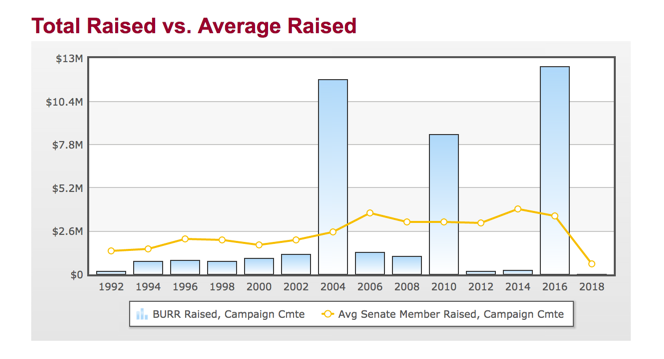 Total Raised vs. Average Raised
$13M
$10.4M
$7.8M
$5.2M
$2.6M
$0
1992 1994 1996 1998 2000 2002 2004 2006 2008 2010 2012 2014 2016 2018
BURR Raised, Campaign Cmte Avg Senate Member Raised, Campaign Cmte